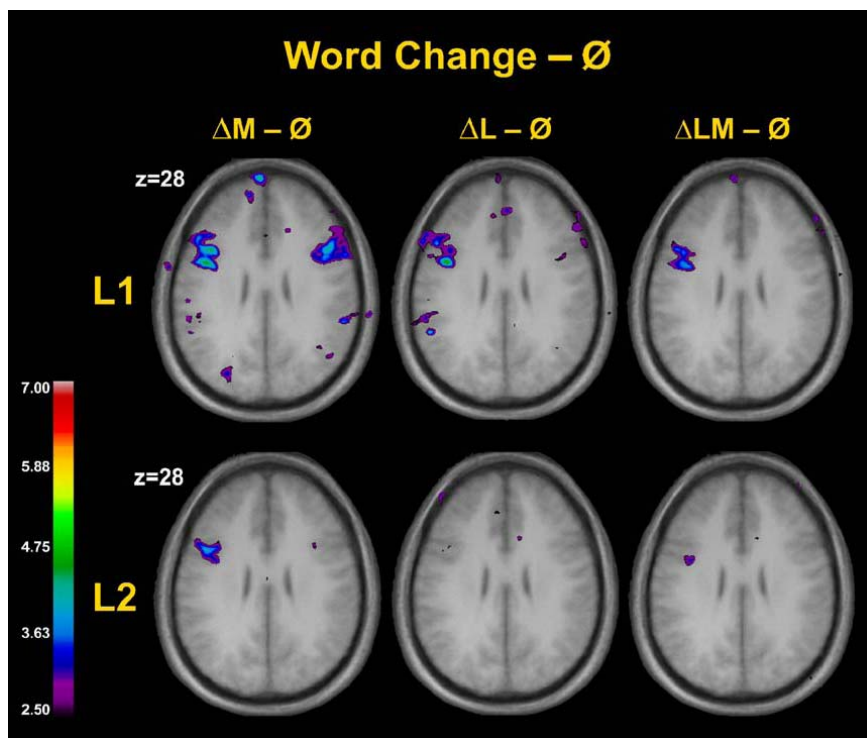 Word Change – Ø
ΔM – Ø
ΔL – Ø
ΔLM – Ø
z=28
L1
7.00
5.88
4.75
3.63
2.50
z=28
L2